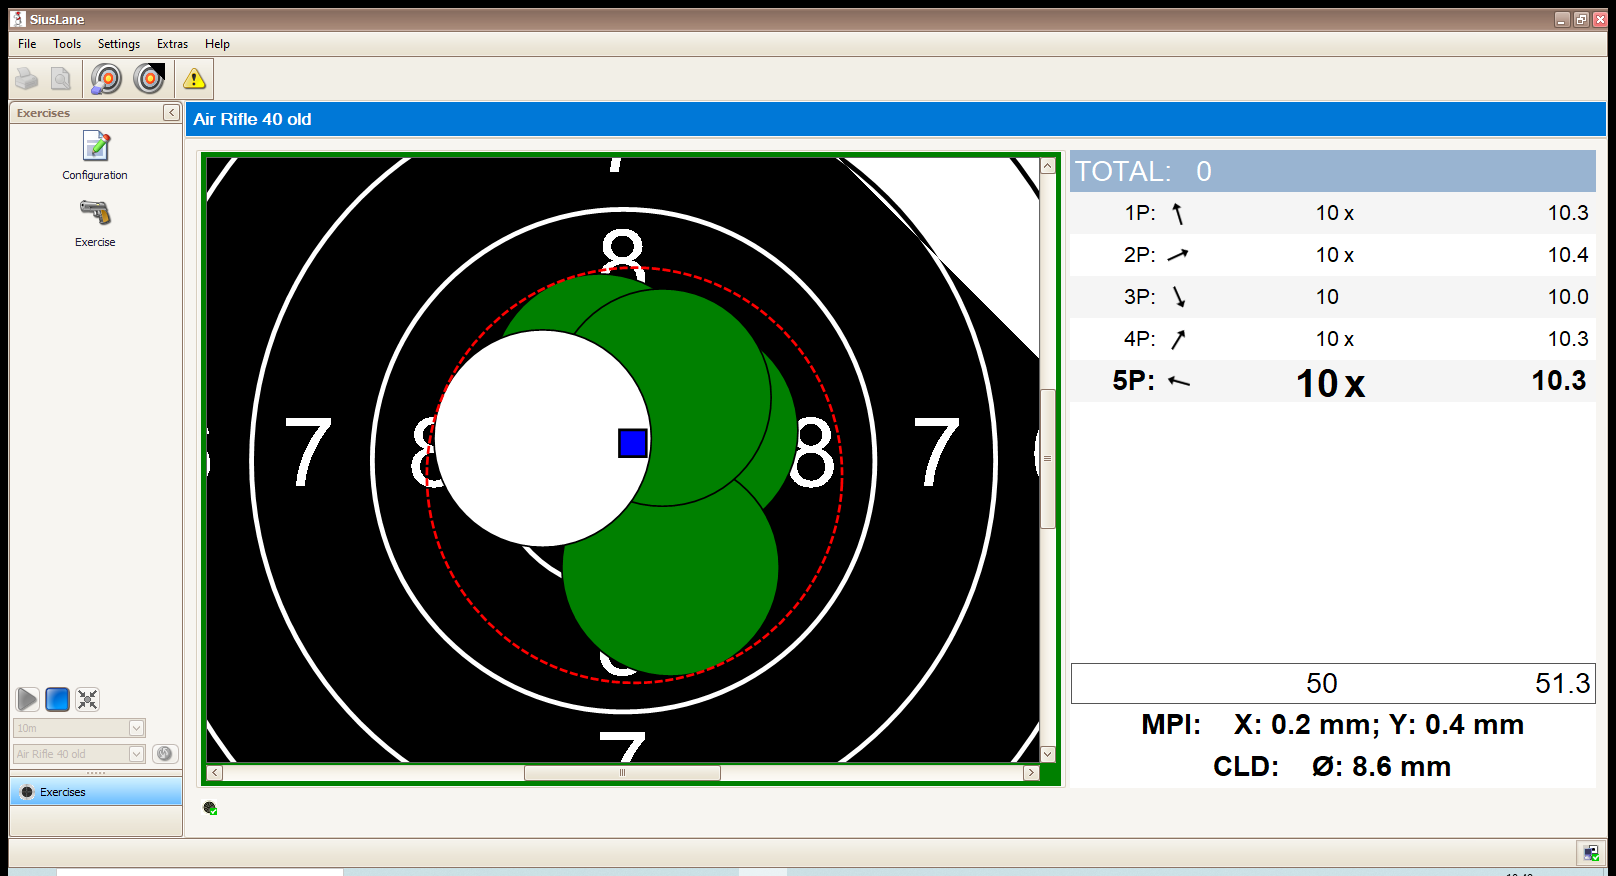 SiusLane
File Tools Settings Extras Help
Exercises
Configuration
Exercise
10m
Air Rifle 40 old
Exercises
Air Rifle 40 old
7
8
7 8 8 7
8
7
TOTAL: 0
1P: 10 x 10.3
2P: 10 x 10.4
3P: 10 10.0
4P: 10 x 10.3
5P: 10 x 10.3
50 51.3
MPI: X: 0.2 mm; Y: 0.4 mm
CLD: Ø: 8.6 mm